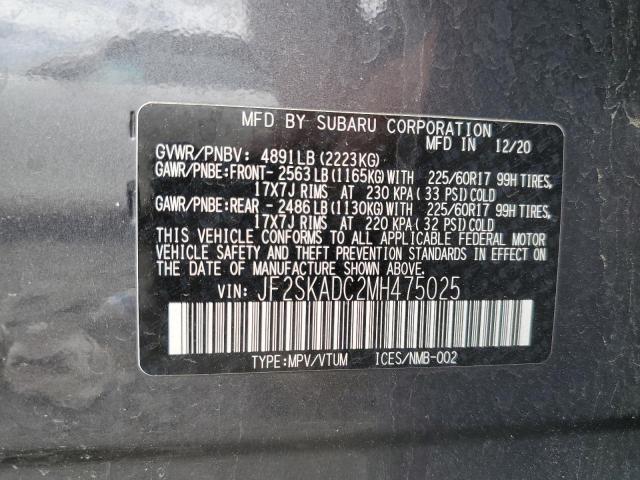 MFD BY SUBARU CORPORATION
MFD IN 12/20
GVWR/PNBV: 4891LB(2223KG)
GAWR/PNBE:FRONT- 2563LB(1165KG)WITH 225/60R17 99H TIRES,
17X7J RIMS AT 230 KPA(33 PSI)COLD
GAWR/PNBE:REAR - 2486LB(1130KG)WITH 225/60R17 99H TIRES,
17X7J RIMS AT 220 KPA(32 PSI)COLD
THIS VEHICLE CONFORMS TO ALL APPLICABLE FEDERAL MOTOR
VEHICLE SAFETY AND THEFT PREVENTION STANDARDS IN EFFECT
ON THE DATE OF MANUFACTURE SHOWN ABOVE.
VIN: JF2SKADC2MH475025
TYPE:MPV/VTUM ICES/NMB-002